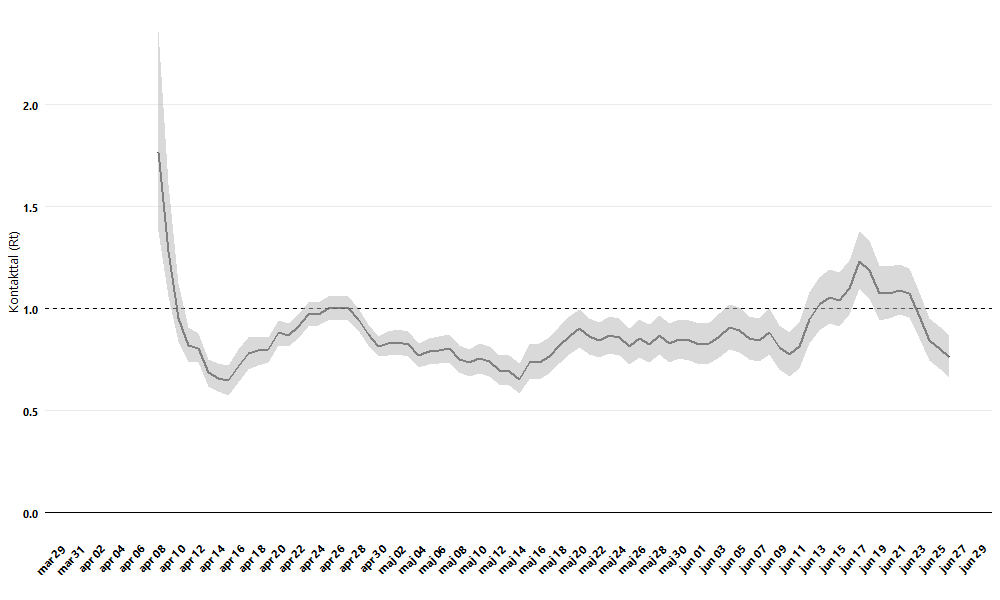 Kontakttal (Rt)
2.0
1.5
1.0
0.5
0.0
mar 29
mar 31
apr 02
apr 04
apr 06
apr 08
apr 10
apr 12
apr 14
apr 16
apr 18
apr 20
apr 22
apr 24
apr 26
apr 28
apr 30
maj 02
maj 04
maj 06
maj 08
maj 10
maj 12
maj 14
maj 16
maj 18
maj 20
maj 22
maj 24
maj 26
maj 28
maj 30
jun 01
jun 03
jun 05
jun 07
jun 09
jun 11
jun 13
jun 15
jun 17
jun 19
jun 21
jun 23
jun 25
jun 27
jun 29